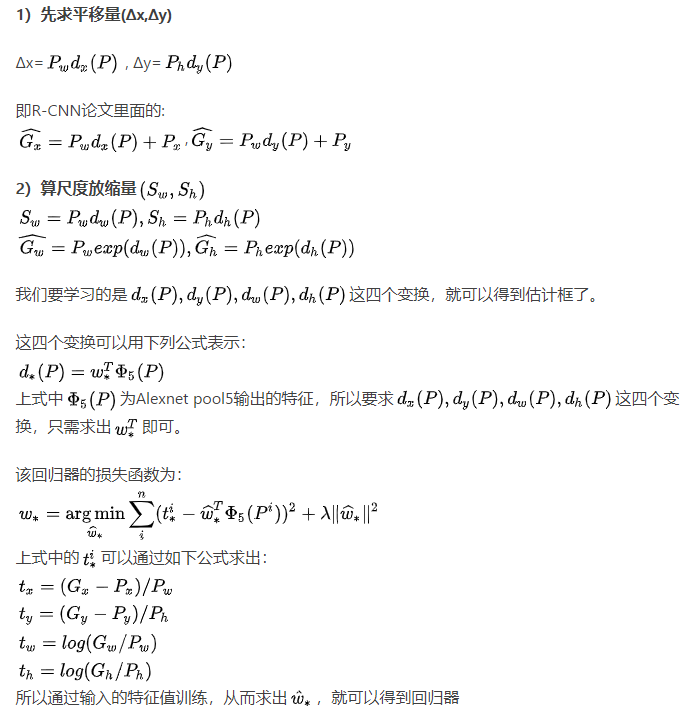 1）先求平移量(Δx,Δy)
Δx= $P_w d_x(P)$ , Δy= $P_h d_y(P)$
即R-CNN论文里面的:
$\widehat{G_x} = P_w d_x(P) + P_x$ , $\widehat{G_y} = P_w d_y(P) + P_y$
2）算尺度放缩量 $(S_w, S_h)$
$S_w = P_w d_w(P), S_h = P_h d_h(P)$
$\widehat{G_w} = P_w exp(d_w(P)), \widehat{G_h} = P_h exp(d_h(P))$
我们要学习的是 $d_x(P), d_y(P), d_w(P), d_h(P)$ 这四个变换，就可以得到估计框了。
这四个变换可以用下列公式表示：
$d_*(P) = w_*^T \Phi_5(P)$
上式中 $\Phi_5(P)$ 为Alexnet pool5输出的特征，所以要求 $d_x(P), d_y(P), d_w(P), d_h(P)$ 这四个变
换，只需求出 $w_*^T$ 即可。
该回归器的损失函数为：
$w_* = \underset{\widehat{w}_*}{\arg\min} \sum_i^n (t_*^i - \widehat{w}_*^T \Phi_5(P^i))^2 + \lambda \|\widehat{w}_*\|^2$
上式中的 $t_*^i$ 可以通过如下公式求出：
$t_x = (G_x - P_x)/P_w$
$t_y = (G_y - P_y)/P_h$
$t_w = log(G_w/P_w)$
$t_h = log(G_h/P_h)$
所以通过输入的特征值训练，从而求出 $\hat{w}_*$ ，就可以得到回归器